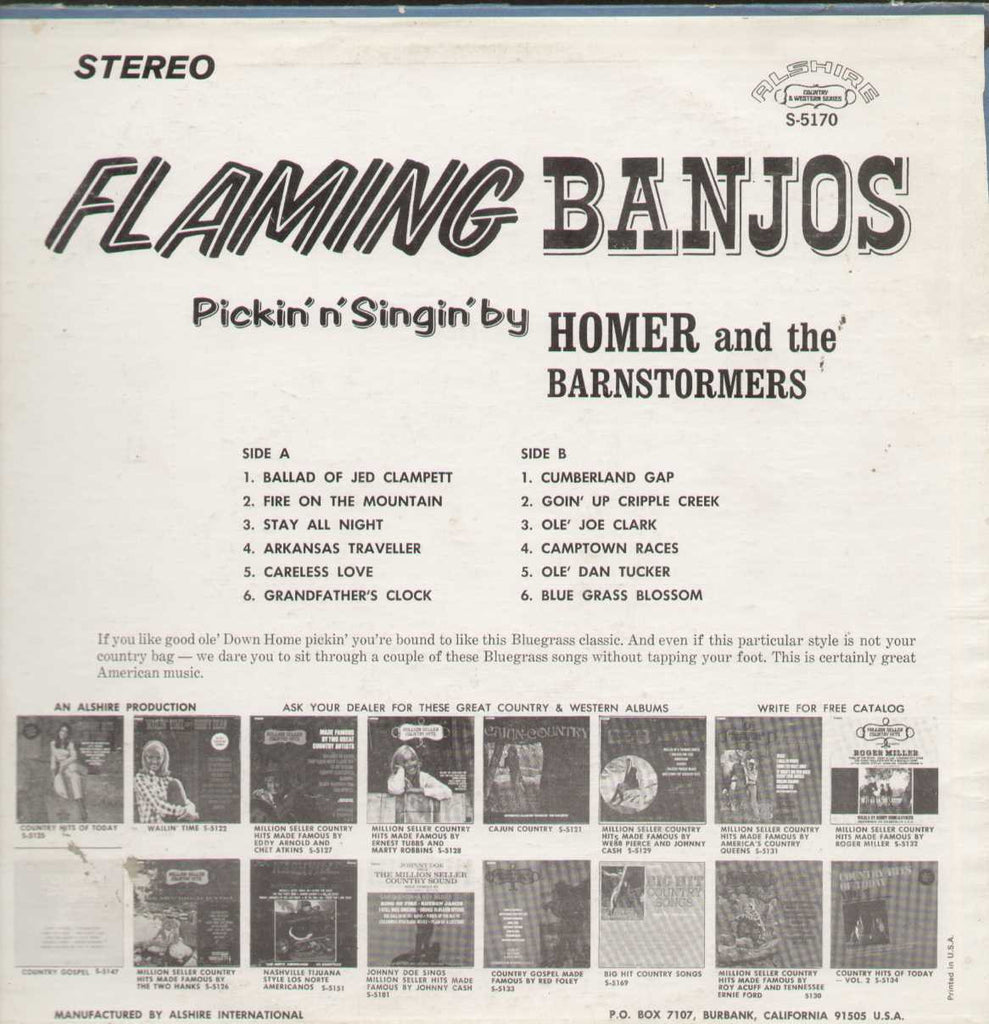 STEREO
ALSHIRE
COUNTRY
& WESTERN SERIES
S-5170
FLAMING BANJOS
Pickin' n' Singin' by HOMER and the
BARNSTORMERS
SIDE A
1. BALLAD OF JED CLAMPETT
2. FIRE ON THE MOUNTAIN
3. STAY ALL NIGHT
4. ARKANSAS TRAVELLER
5. CARELESS LOVE
6. GRANDFATHER'S CLOCK
SIDE B
1. CUMBERLAND GAP
2. GOIN' UP CRIPPLE CREEK
3. OLE' JOE CLARK
4. CAMPTOWN RACES
5. OLE' DAN TUCKER
6. BLUE GRASS BLOSSOM
If you like good ole' Down Home pickin' you're bound to like this Bluegrass classic. And even if this particular style is not your
country bag — we dare you to sit through a couple of these Bluegrass songs without tapping your foot. This is certainly great
American music.
AN ALSHIRE PRODUCTION
ASK YOUR DEALER FOR THESE GREAT COUNTRY & WESTERN ALBUMS
WRITE FOR FREE CATALOG
MADE FAMOUS
BY TWO GREAT
COUNTRY ARTISTS
CAJUN COUNTRY
ROGER MILLER
COUNTRY HITS OF TODAY
S-5125
WAILIN' TIME S-5122
MILLION SELLER COUNTRY
HITS MADE FAMOUS BY
EDDY ARNOLD AND
CHET ATKINS S-5127
MILLION SELLER COUNTRY
HITS MADE FAMOUS BY
ERNEST TUBBS AND
MARTY ROBBINS S-5128
CAJUN COUNTRY S-5121
MILLION SELLER COUNTRY
HITS MADE FAMOUS BY
WEBB PIERCE AND JOHNNY
CASH S-5129
MILLION SELLER COUNTRY
HITS MADE FAMOUS BY
AMERICA'S COUNTRY
QUEENS S-5131
MILLION SELLER COUNTRY
HITS MADE FAMOUS BY
ROGER MILLER S-5132
JOHNNY DOE
THE MILLION SELLER
COUNTRY SOUND
BIG HIT
COUNTRY
SONGS
COUNTRY HITS
OF TODAY
COUNTRY GOSPEL S-5147
MILLION SELLER COUNTRY
HITS MADE FAMOUS BY
THE TWO HANKS S-5126
NASHVILLE TIJUANA
STYLE LOS NORTE
AMERICANOS S-5151
JOHNNY DOE SINGS
MILLION SELLER HITS MADE
FAMOUS BY JOHNNY CASH
S-5181
COUNTRY GOSPEL MADE
FAMOUS BY RED FOLEY
S-5133
BIG HIT COUNTRY SONGS
S-5169
MILLION SELLER COUNTRY
HITS MADE FAMOUS BY
ROY ACUFF AND TENNESSEE
ERNIE FORD 5130
COUNTRY HITS OF TODAY
- VOL. 2 S-5134
Printed in U.S.A.
MANUFACTURED BY ALSHIRE INTERNATIONAL
P.O. BOX 7107, BURBANK, CALIFORNIA 91505 U.S.A.